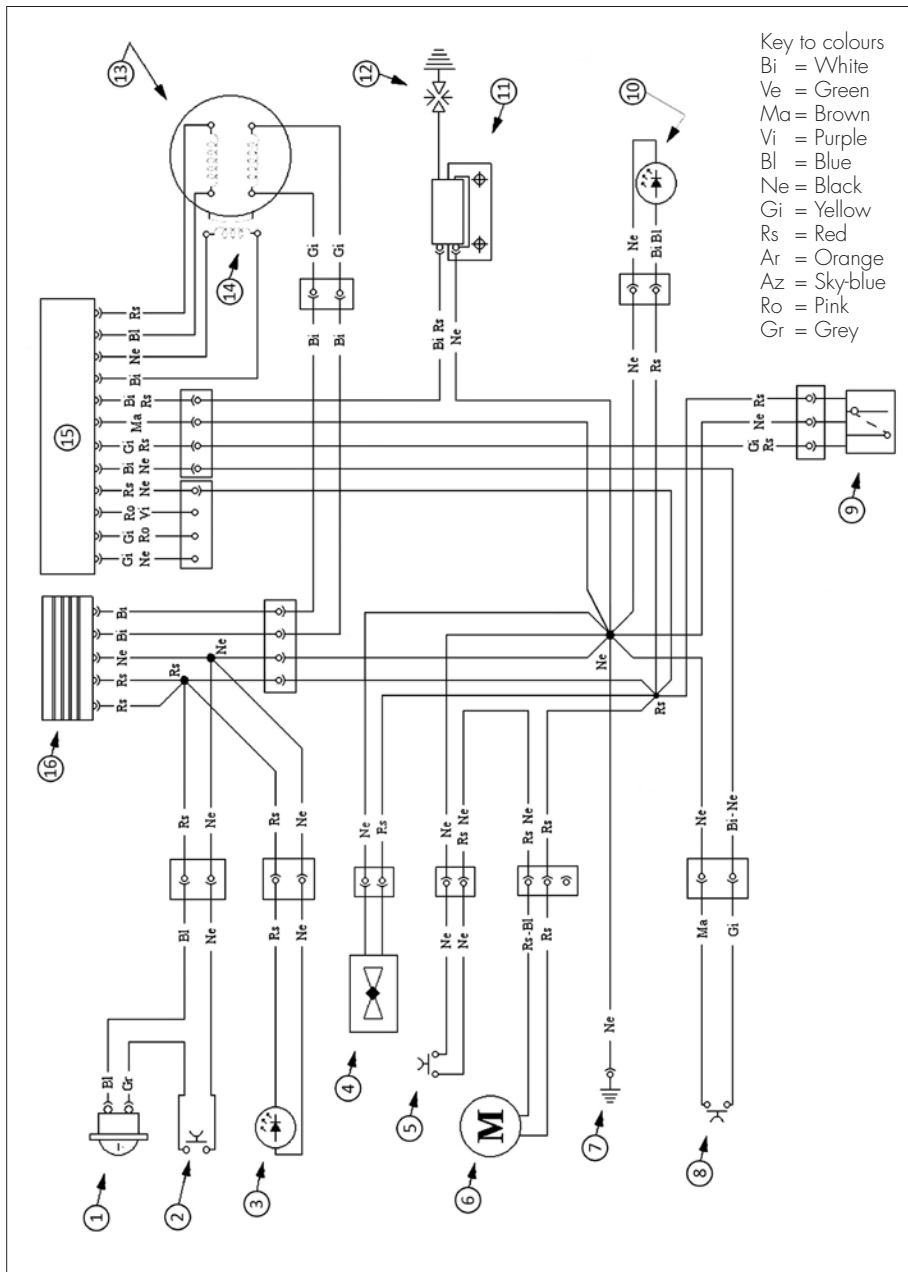 Key to colours
Bi = White
Ve = Green
Ma = Brown
Vi = Purple
Bl = Blue
Ne = Black
Gi = Yellow
Rs = Red
Ar = Orange
Az = Sky-blue
Ro = Pink
Gr = Grey
13
12
11
10
14
Gi
Gi
Ne
Bi Bl
Bi Rs
Ne
Bi
Bi
Ne
Rs
15
Rs
Bl
Ne
Bi
Bi Rs
Ma
Gi Rs
Bi Ne
Rs Ne
Ro Vi
Gi Ro
Gi Ne
Rs
Ne
Gi Rs
9
16
Bi
Bi
Ne
Rs
Rs
Rs
Ne
Ne
Rs
Rs
Ne
Rs
Ne
Ne
Rs
Ne
Rs Ne
Rs Ne
Rs
Ne
Bi-Ne
Bl
Ne
Rs
Ne
Ne
Ne
Rs-Bl
Rs
Ma
Gi
Bl
Gr
Ne
M
1
2
3
4
5
6
7
8